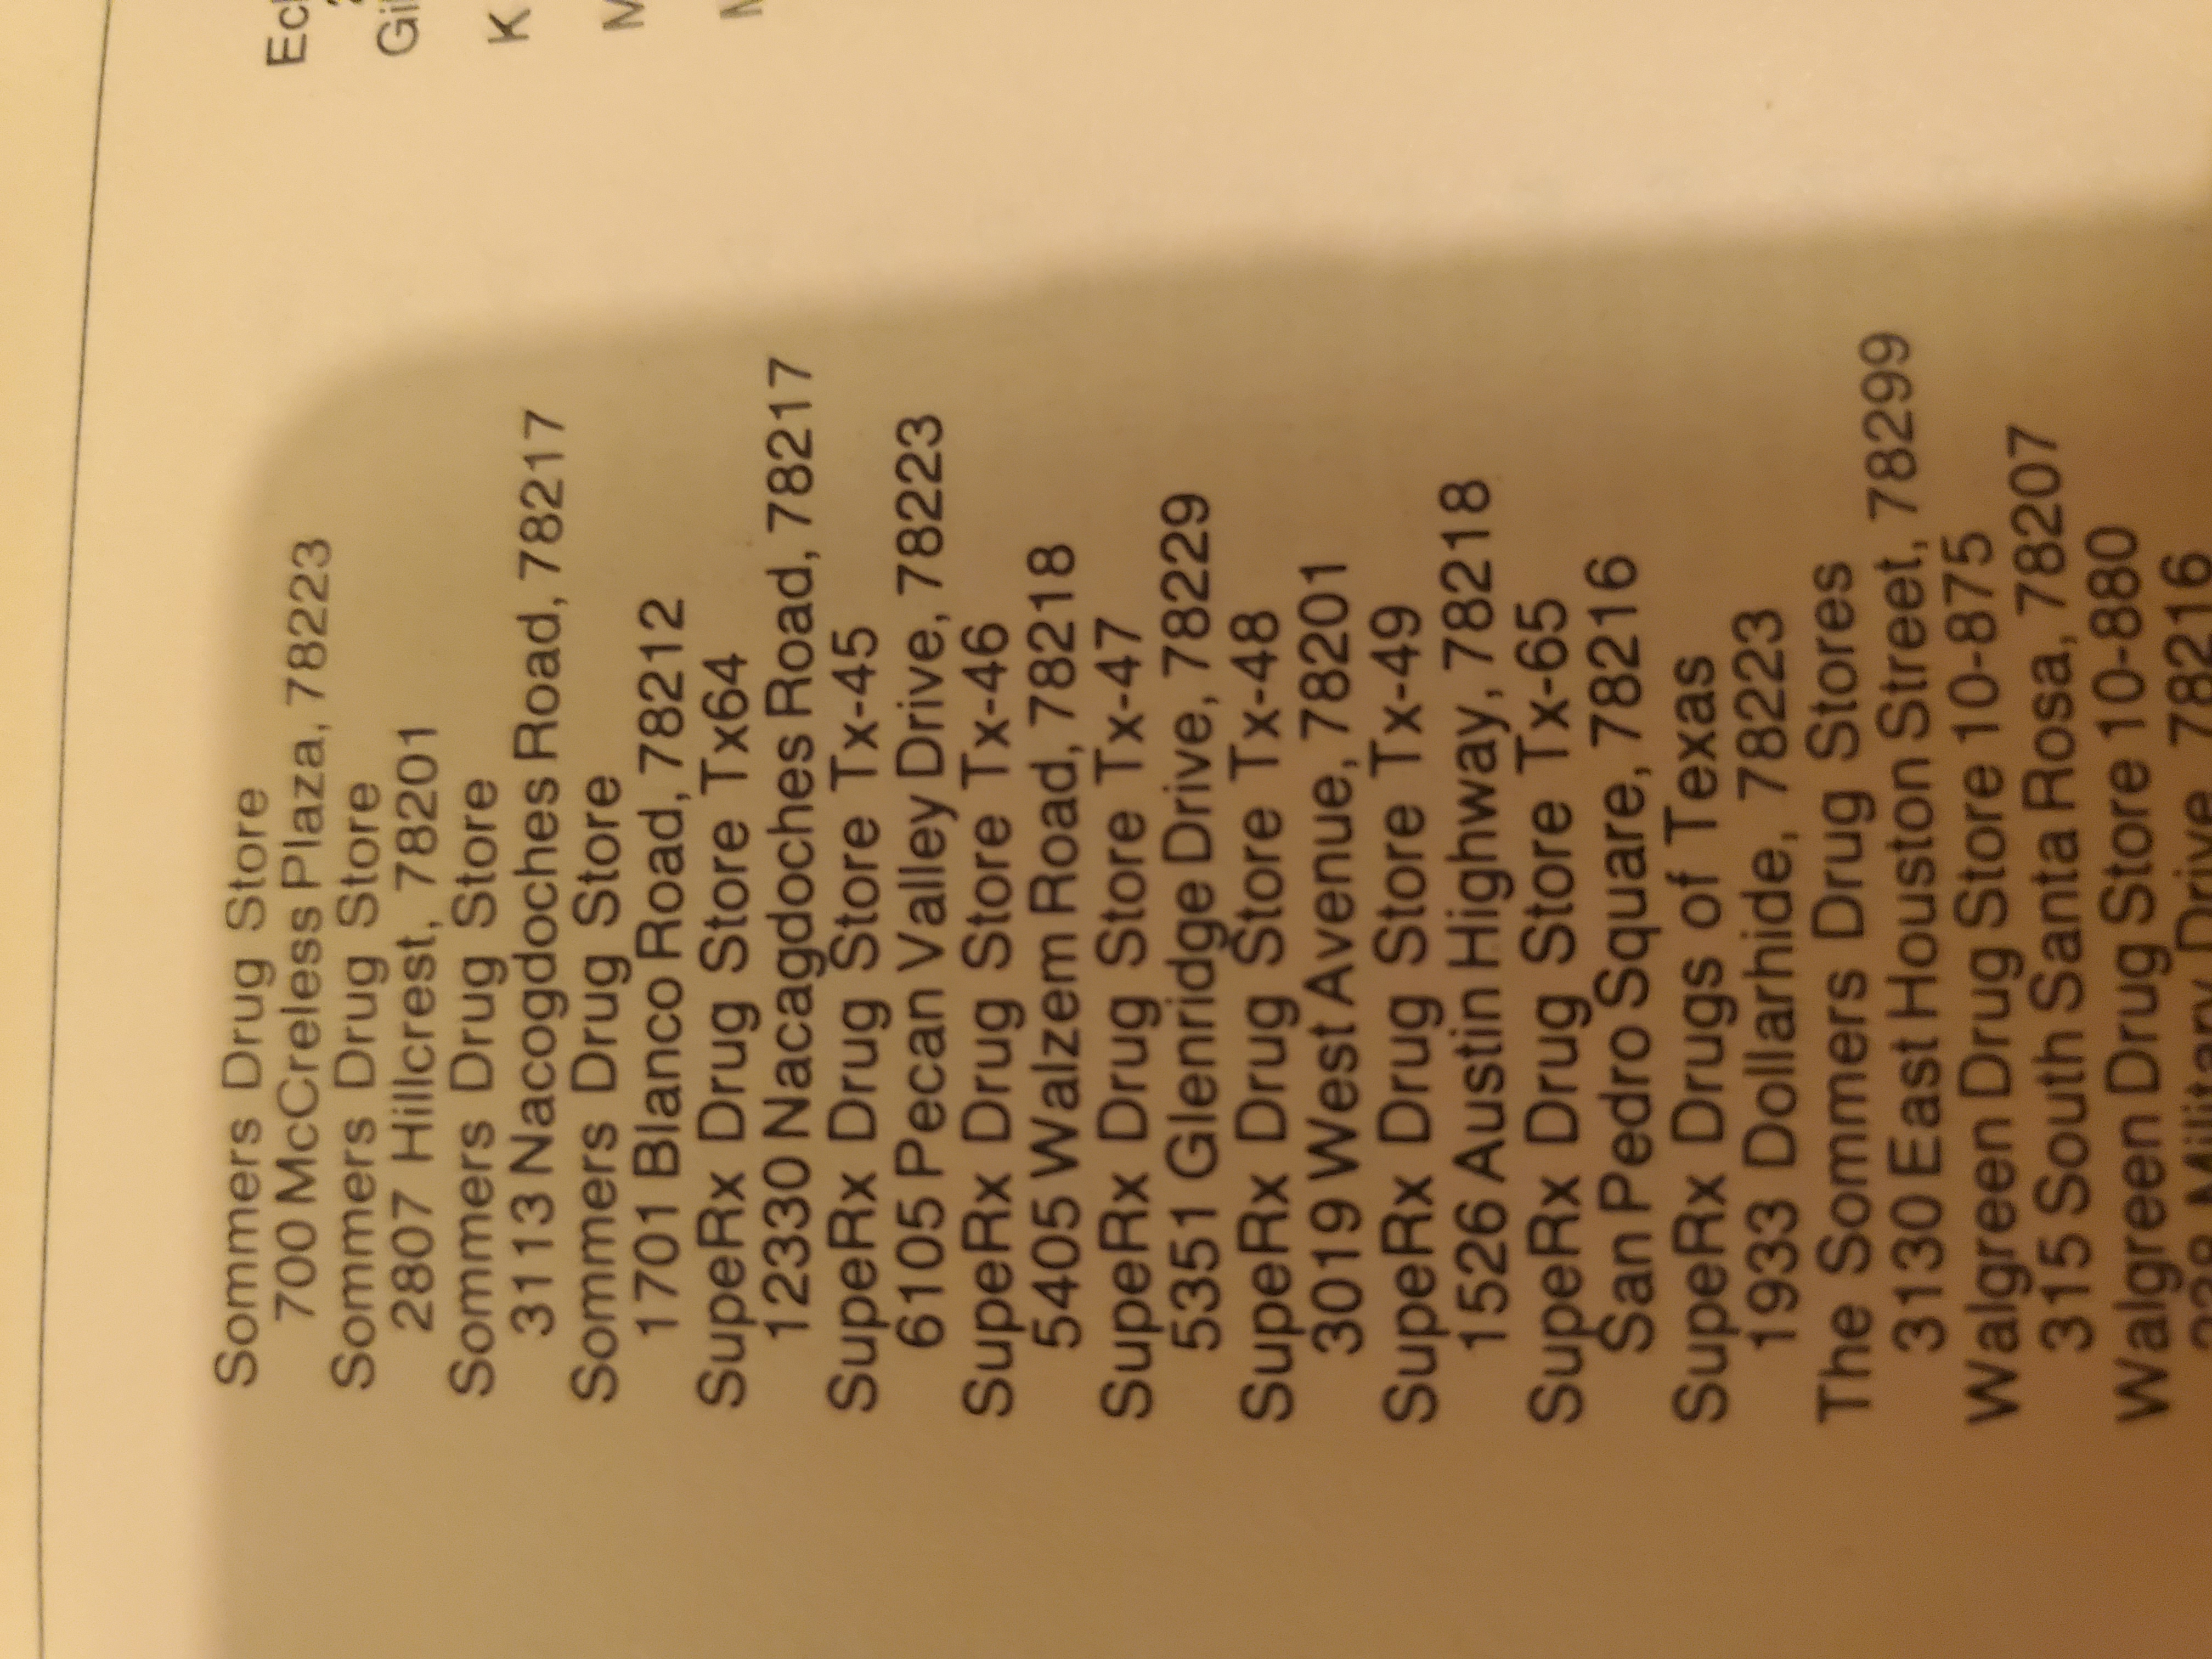 Sommers Drug Store
700 McCreless Plaza, 78223
Sommers Drug Store
2807 Hillcrest, 78201
Sommers Drug Store
3113 Nacogdoches Road, 78217
Sommers Drug Store
1701 Blanco Road, 78212
SupeRx Drug Store Tx64
12330 Nacagdoches Road, 78217
SupeRx Drug Store Tx-45
6105 Pecan Valley Drive, 78223
SupeRx Drug Store Tx-46
5405 Walzem Road, 78218
SupeRx Drug Store Tx-47
5351 Glenridge Drive, 78229
SupeRx Drug Store Tx-48
3019 West Avenue, 78201
SupeRx Drug Store Tx-49
1526 Austin Highway, 78218
SupeRx Drug Store Tx-65
San Pedro Square, 78216
SupeRx Drugs of Texas
1933 Dollarhide, 78223
The Sommers Drug Stores
3130 East Houston Street, 78299
Walgreen Drug Store 10-875
315 South Santa Rosa, 78207
Walgreen Drug Store 10-880
Military Drive, 78216
K